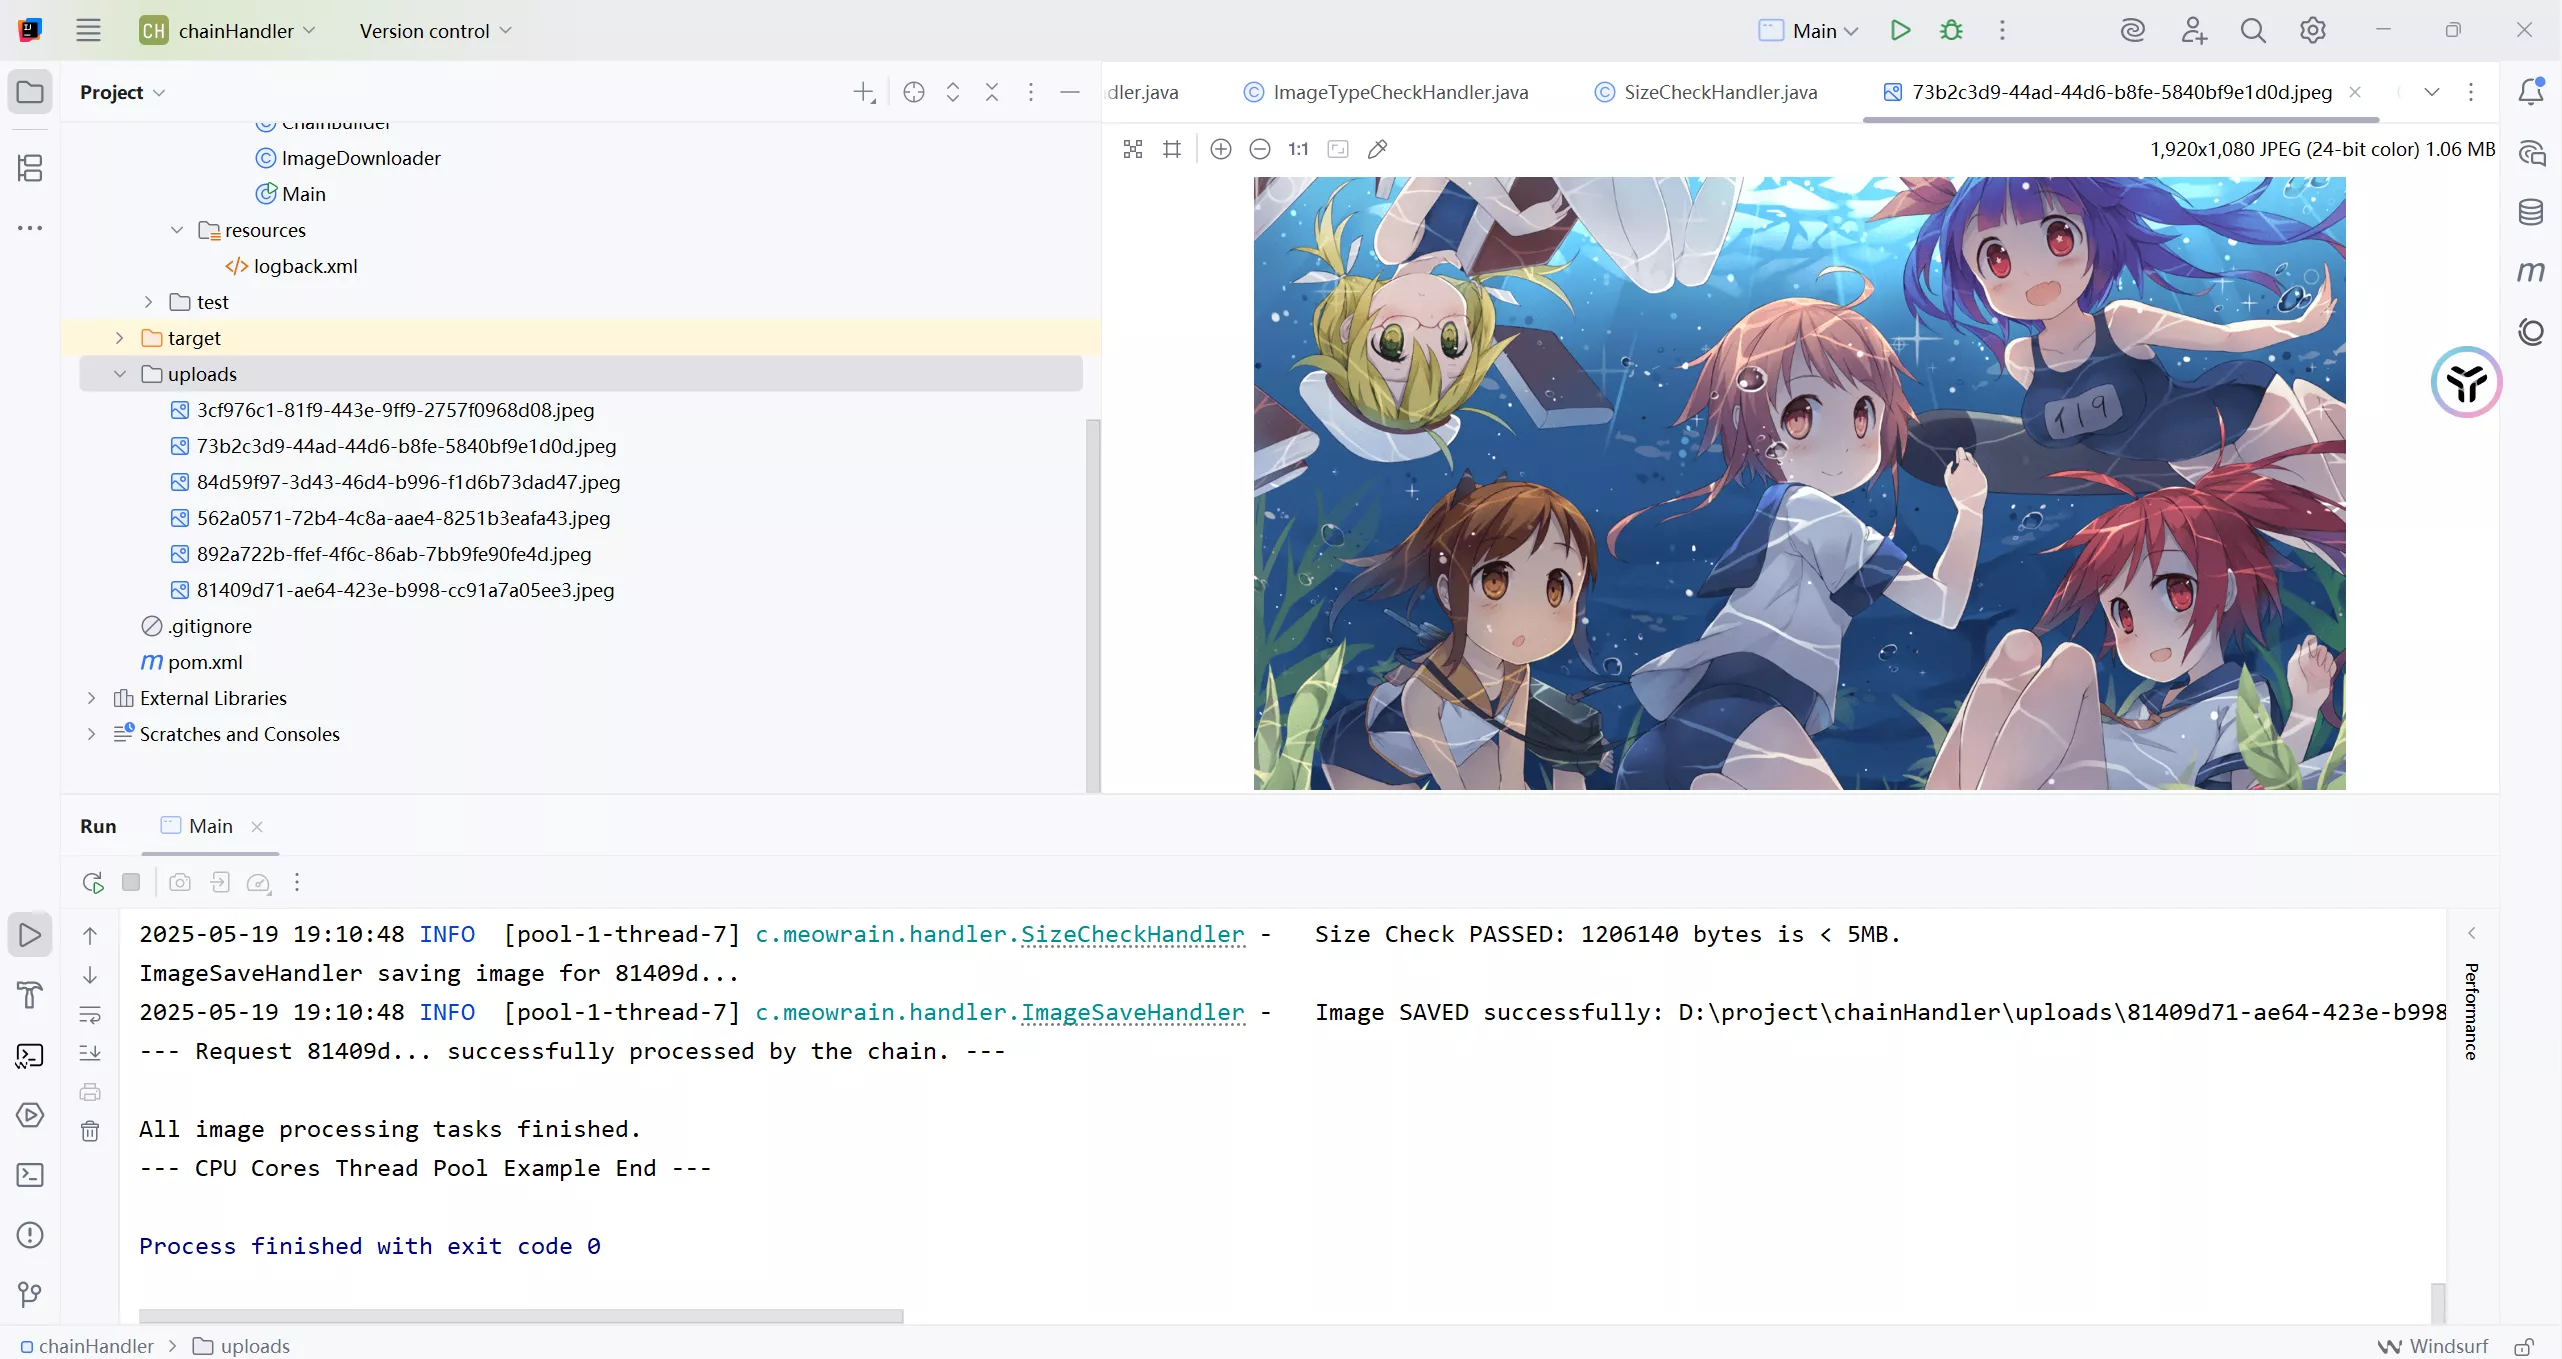 CH chainHandler Version control Main
Project
dler.java ImageTypeCheckHandler.java SizeCheckHandler.java 73b2c3d9-44ad-44d6-b8fe-5840bf9e1d0d.jpeg
1:1 1,920x1,080 JPEG (24-bit color) 1.06 MB
ChainBuilder
ImageDownloader
Main
resources
logback.xml
test
target
uploads
3cf976c1-81f9-443e-9ff9-2757f0968d08.jpeg
73b2c3d9-44ad-44d6-b8fe-5840bf9e1d0d.jpeg
84d59f97-3d43-46d4-b996-f1d6b73dad47.jpeg
562a0571-72b4-4c8a-aae4-8251b3eafa43.jpeg
892a722b-ffef-4f6c-86ab-7bb9fe90fe4d.jpeg
81409d71-ae64-423e-b998-cc91a7a05ee3.jpeg
.gitignore
pom.xml
External Libraries
Scratches and Consoles
119
Run Main
2025-05-19 19:10:48 INFO [pool-1-thread-7] c.meowrain.handler.SizeCheckHandler - Size Check PASSED: 1206140 bytes is < 5MB.
ImageSaveHandler saving image for 81409d...
2025-05-19 19:10:48 INFO [pool-1-thread-7] c.meowrain.handler.ImageSaveHandler - Image SAVED successfully: D:\project\chainHandler\uploads\81409d71-ae64-423e-b998
--- Request 81409d... successfully processed by the chain. ---
All image processing tasks finished.
--- CPU Cores Thread Pool Example End ---
Process finished with exit code 0
Performance
chainHandler > uploads
Windsurf